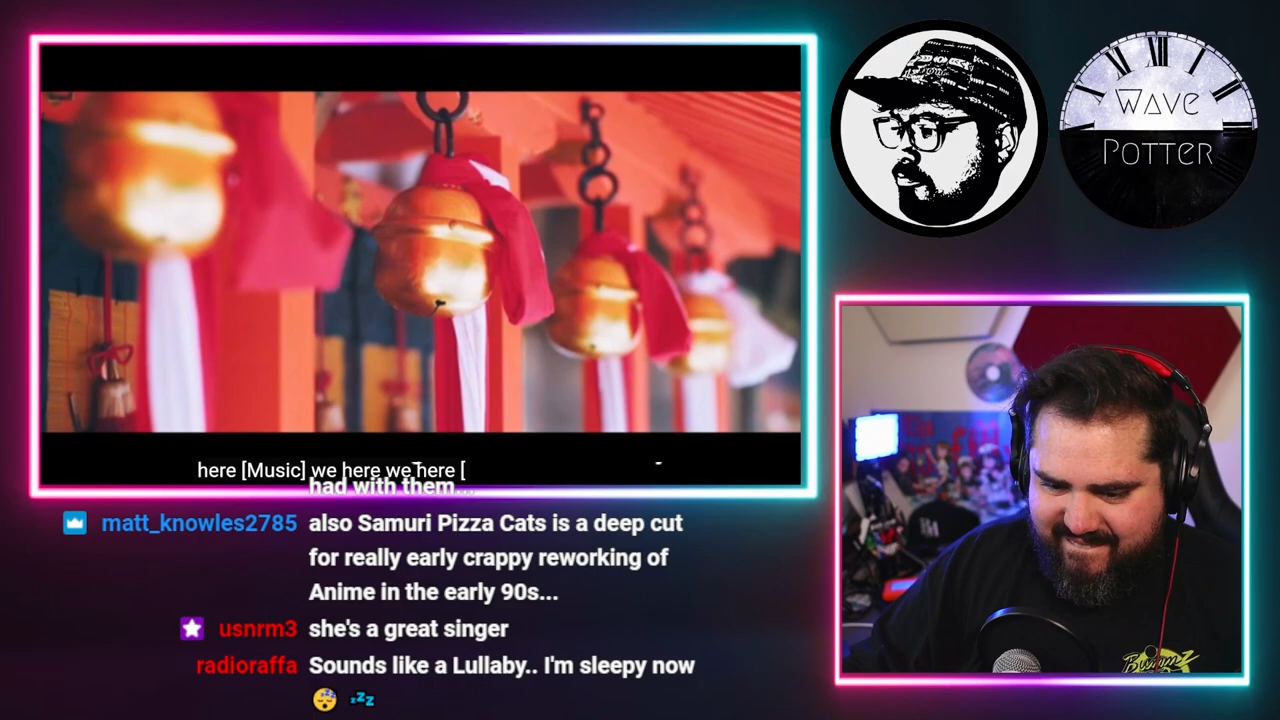 WAVE
POTTER
here [Music] we here we here [
had with them...
matt_knowles2785 also Samuri Pizza Cats is a deep cut
for really early crappy reworking of
Anime in the early 90s...
usnrm3 she's a great singer
radioraffa Sounds like a Lullaby.. I'm sleepy now
😴 💤